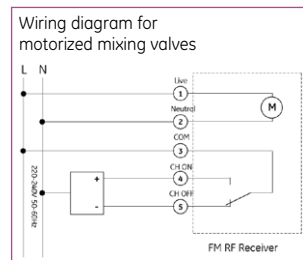 Wiring diagram for
motorized mixing valves
L N
Live
1
M
Neutral
2
COM
3
CH ON
+
4
CH OFF
-
5
220-240V 50-60Hz
FM RF Receiver